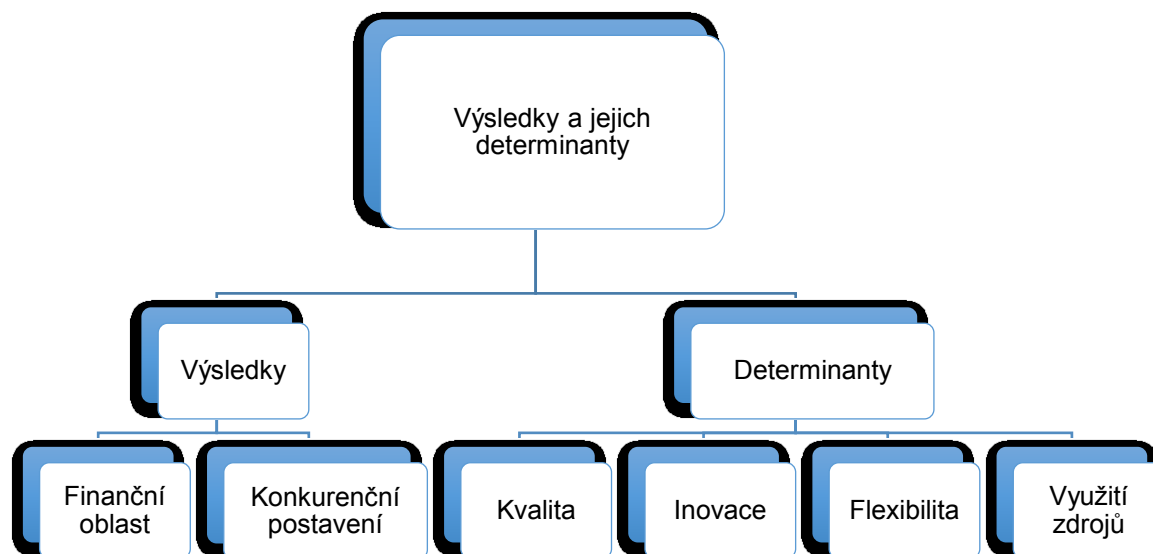 Výsledky a jejich
determinanty
Výsledky
Determinanty
Finanční
oblast
Konkurenční
postavení
Kvalita
Inovace
Flexibilita
Využití
zdrojů